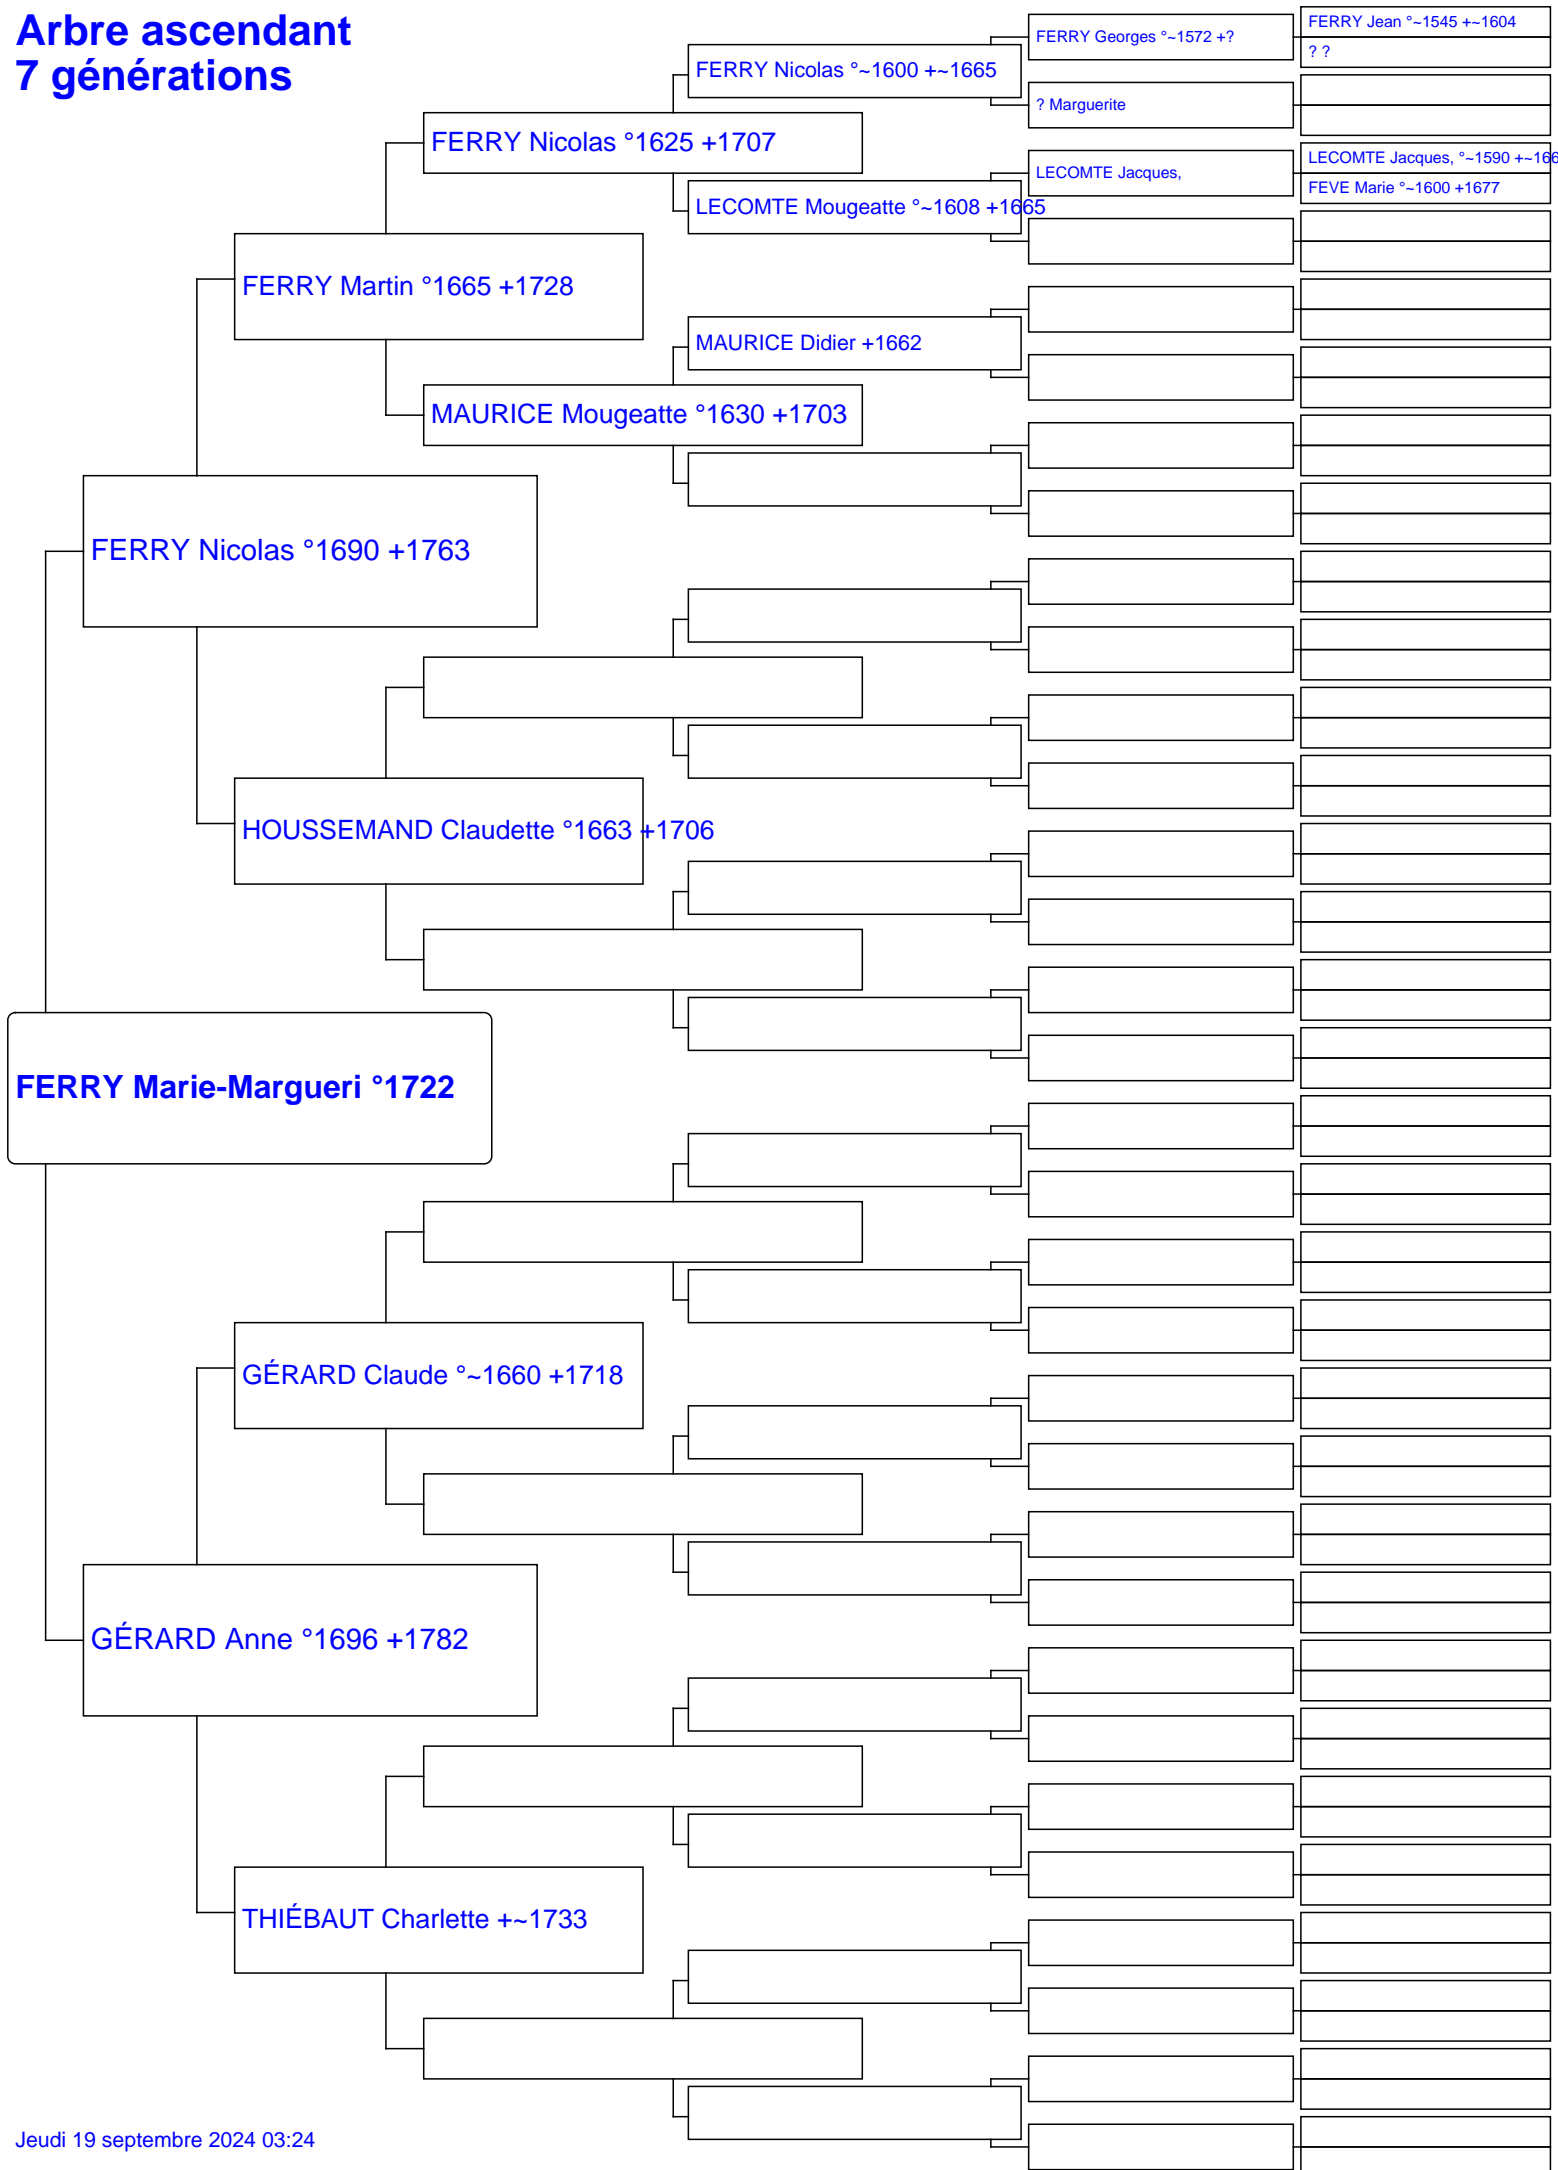 Arbre ascendant
7 générations
FERRY Jean °~1545 +~1604
FERRY Georges °~1572 +?
? ?
FERRY Nicolas °~1600 +~1665
? Marguerite
FERRY Nicolas °1625 +1707
LECOMTE Jacques, °~1590 +~166
LECOMTE Jacques,
FEVE Marie °~1600 +1677
LECOMTE Mougeatte °~1608 +1665
FERRY Martin °1665 +1728
MAURICE Didier +1662
MAURICE Mougeatte °1630 +1703
FERRY Nicolas °1690 +1763
HOUSSEMAND Claudette °1663 +1706
FERRY Marie-Margueri °1722
GÉRARD Claude °~1660 +1718
GÉRARD Anne °1696 +1782
THIÉBAUT Charlette +~1733
Jeudi 19 septembre 2024 03:24